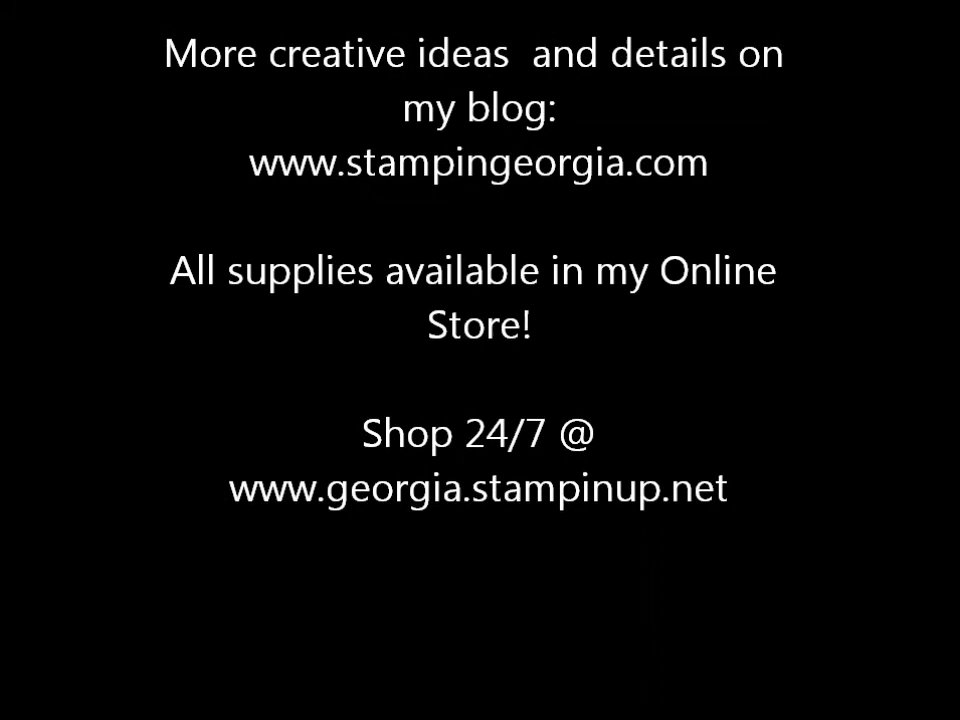 More creative ideas  and details on
my blog:
www.stampingeorgia.com
All supplies available in my Online
Store!
Shop 24/7 @
www.georgia.stampinup.net